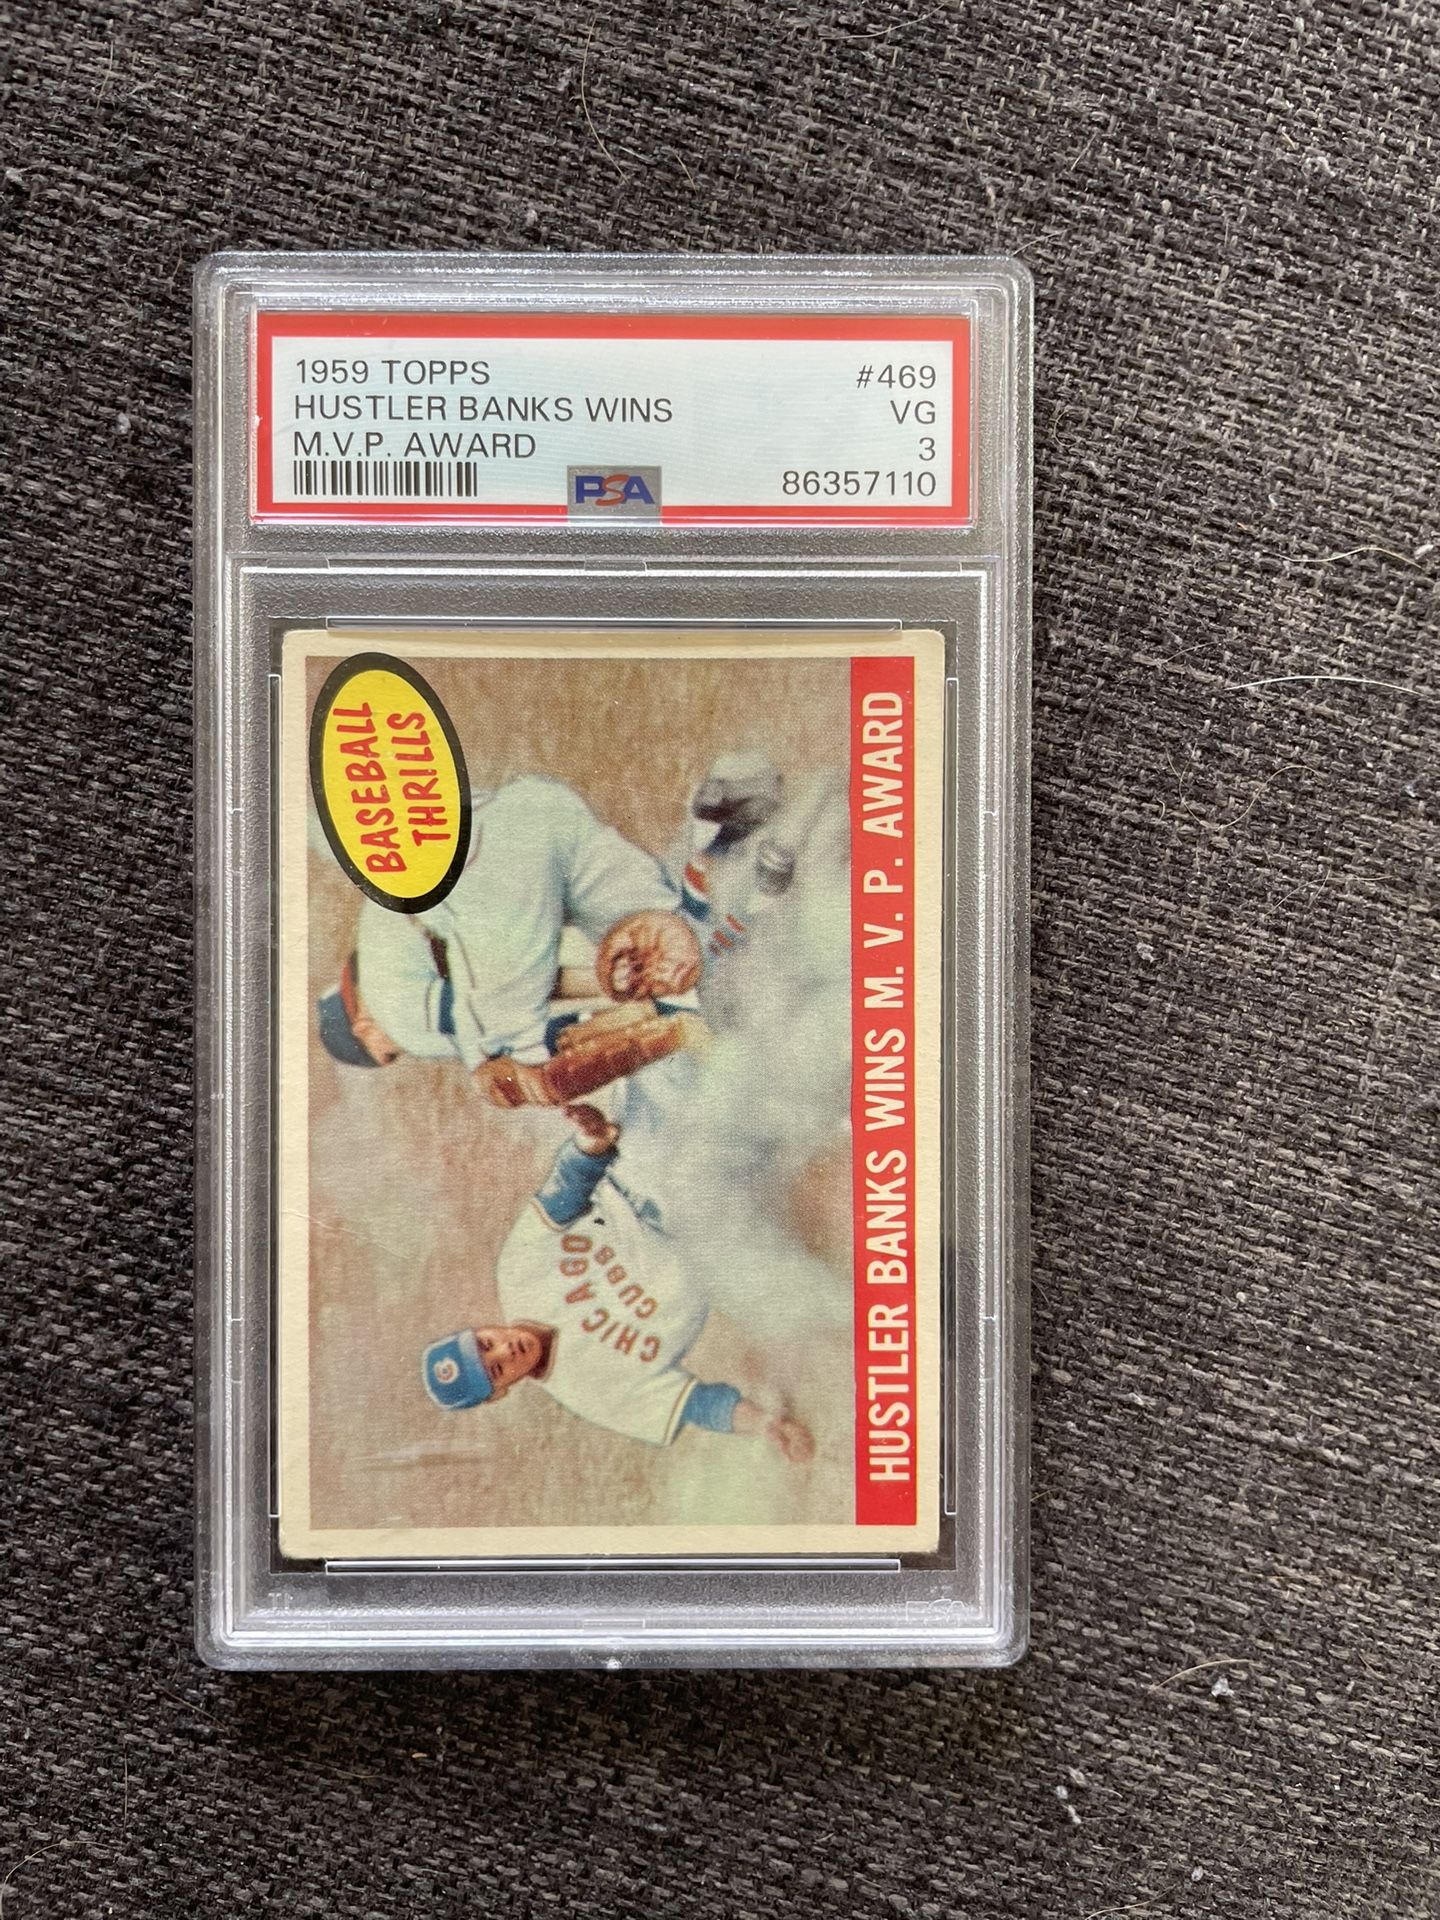 1959 TOPPS #469
HUSTLER BANKS WINS VG
M.V.P. AWARD 3
PSA 86357110
BASEBALL
THRILLS
CHICAGO
CUBS
C
HUSTLER BANKS WINS M. V. P. AWARD